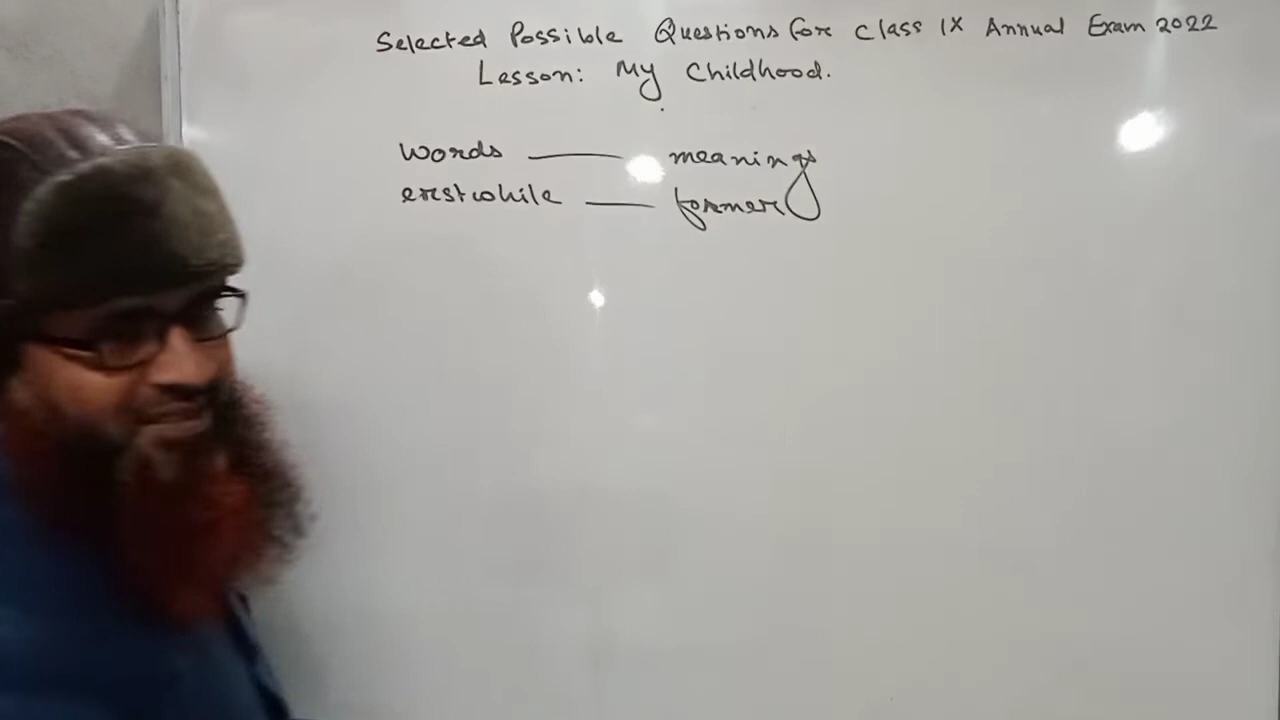 Selected Possible Questions for Class IX Annual Exam 2022
Lesson: My Childhood.
words — meanings
erstwhile — former